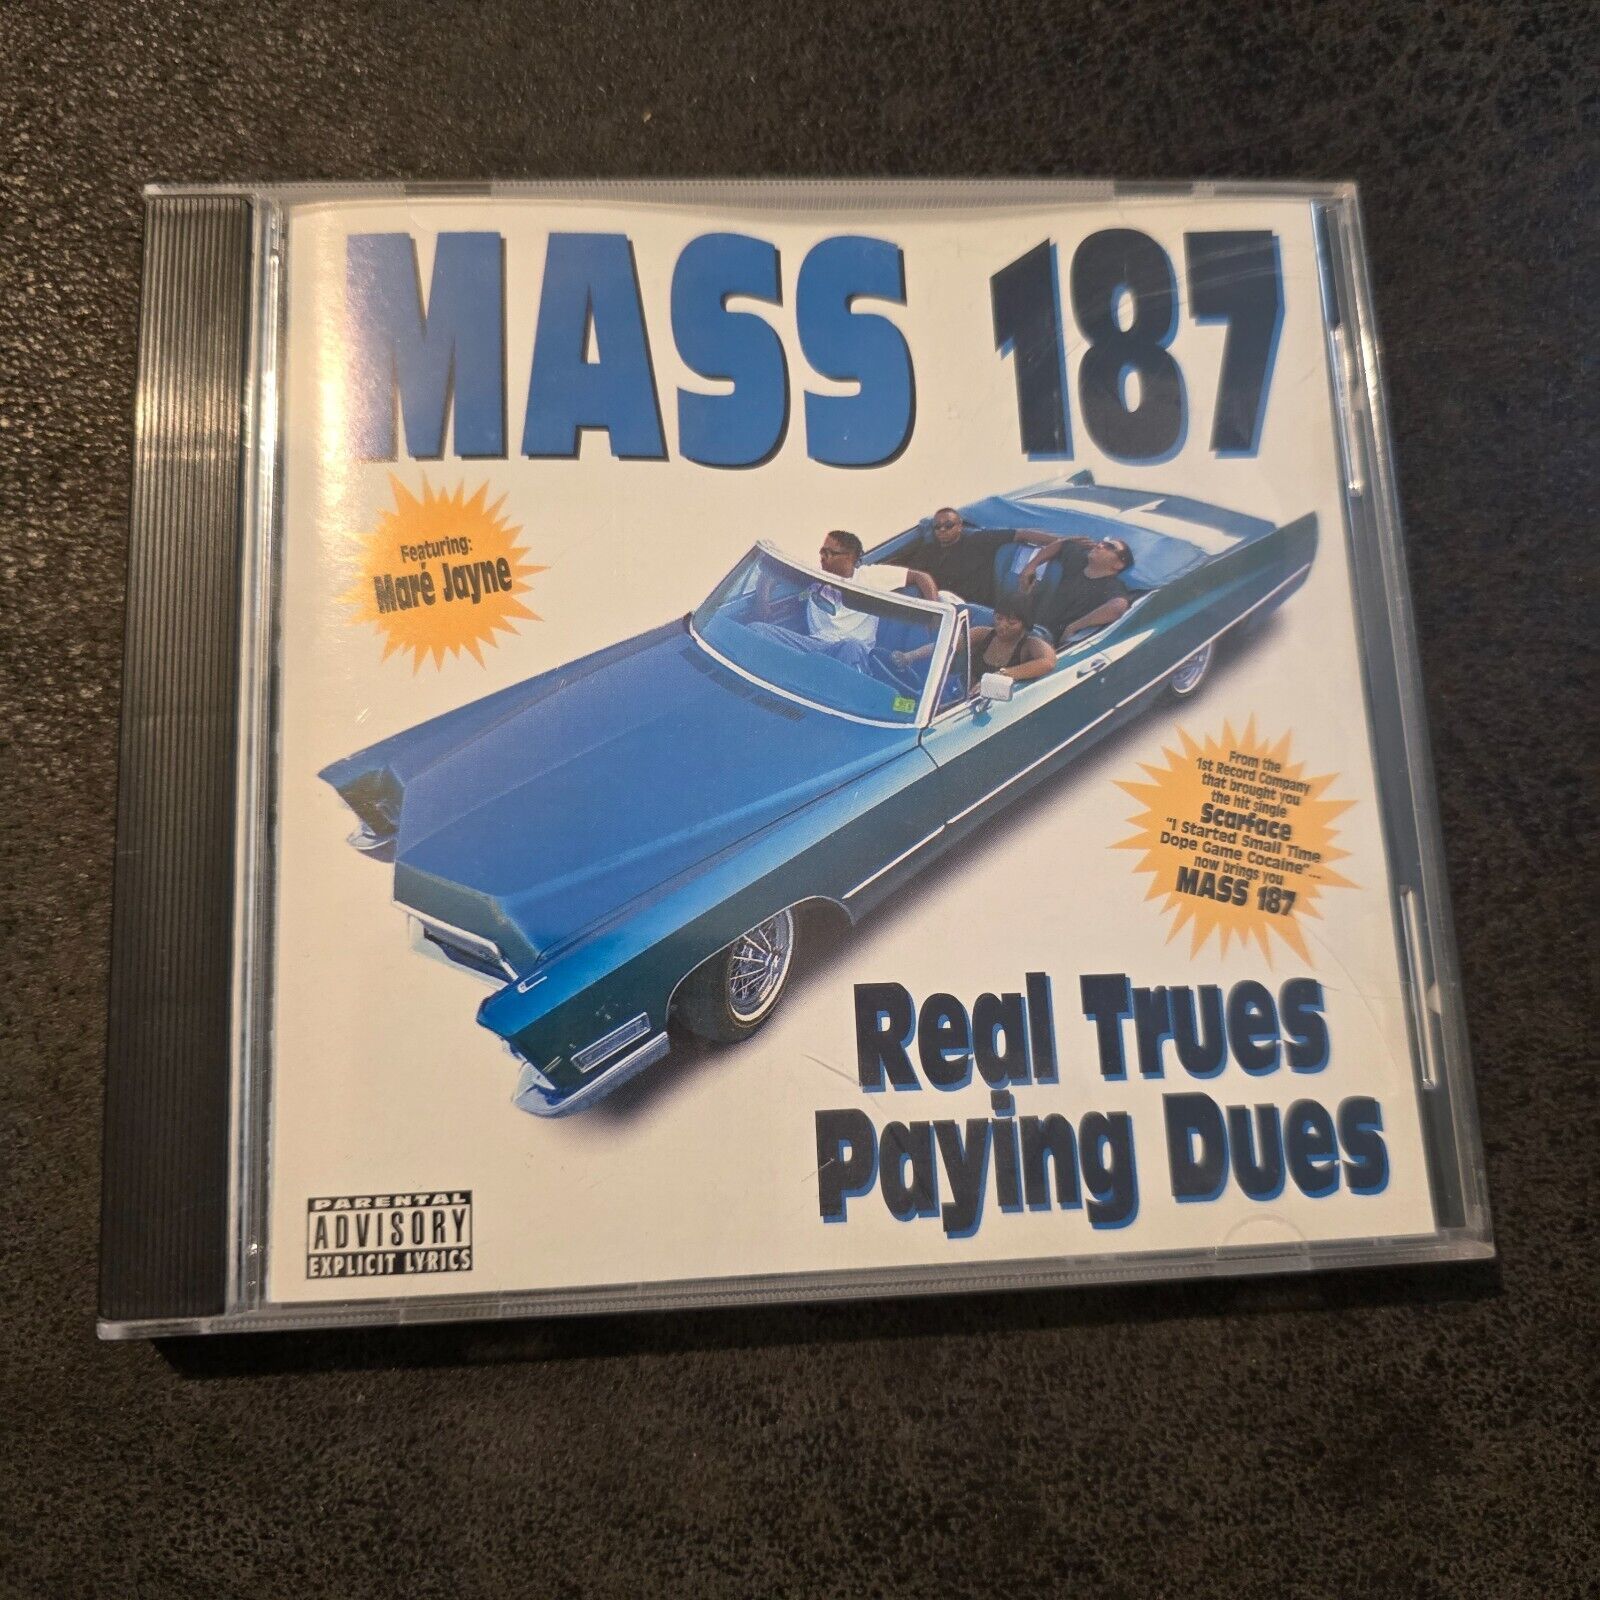 MASS 187
Featuring:
Maré Jayne
From the
1st Record Company
that brought you
the hit single
Scarface
"I Started Small Time
Dope Game Cocaine"...
now brings you
MASS 187
Real Trues
Paying Dues
PARENTAL
ADVISORY
EXPLICIT LYRICS